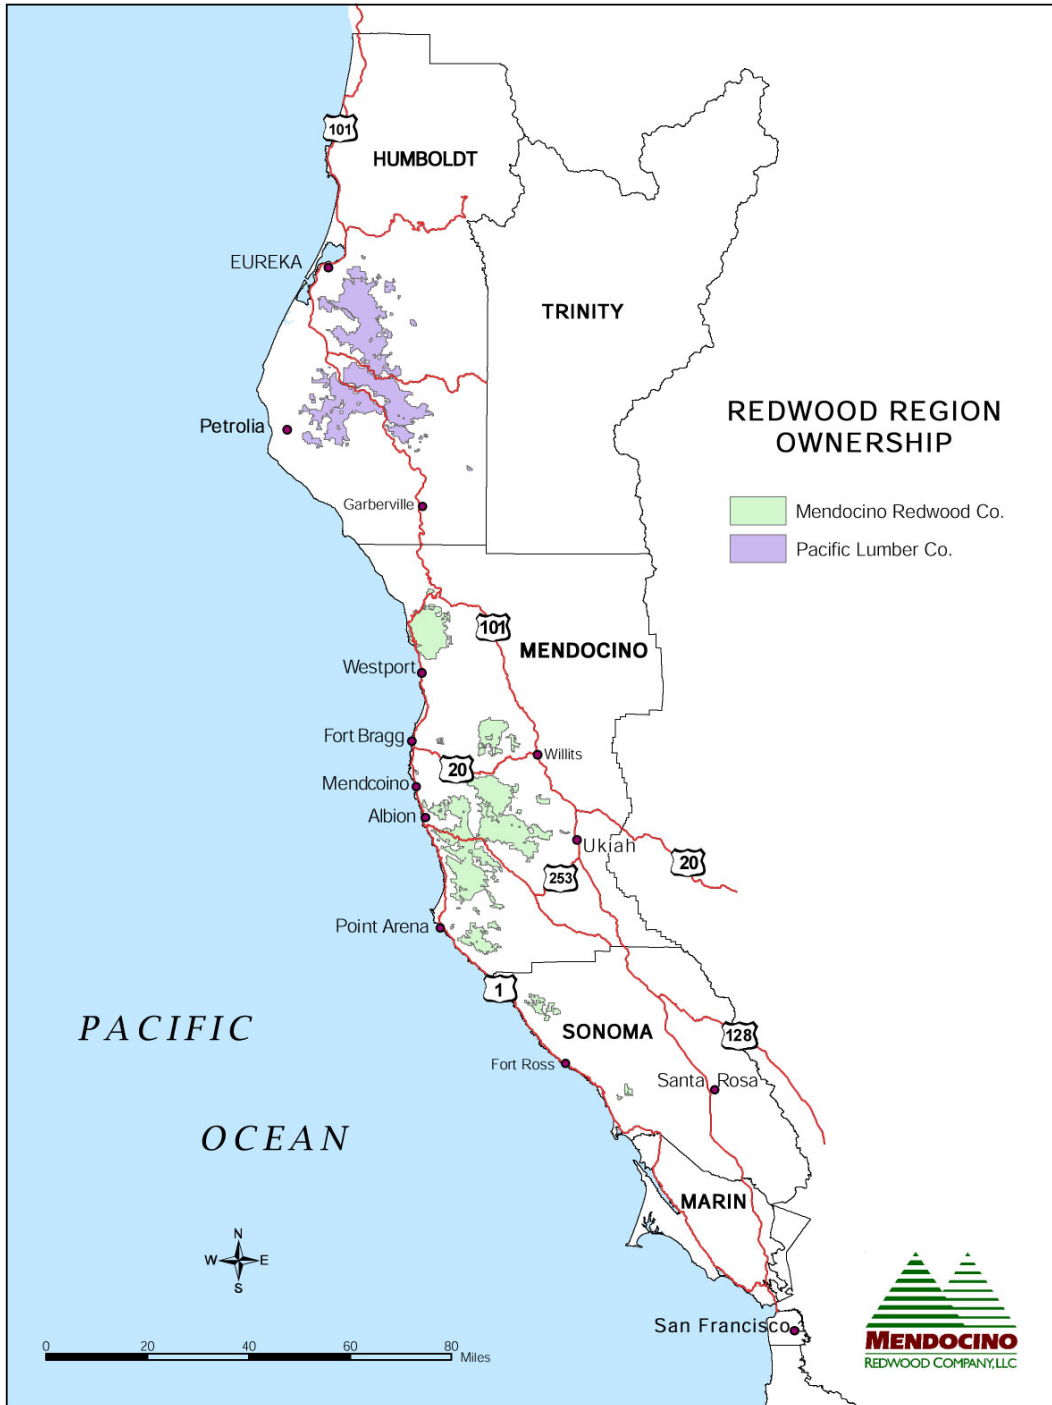 101
HUMBOLDT
EUREKA
TRINITY
REDWOOD REGION
OWNERSHIP
Petrolia
Mendocino Redwood Co.
Garberville
Pacific Lumber Co.
101
MENDOCINO
Westport
Fort Bragg
Willits
20
Mendcoino
Albion
Ukiah
20
253
Point Arena
1
PACIFIC
SONOMA
128
Fort Ross
Santa Rosa
OCEAN
MARIN
N
W E
S
San Francisco
0 20 40 60 80
Miles
MENDOCINO
REDWOOD COMPANY, LLC